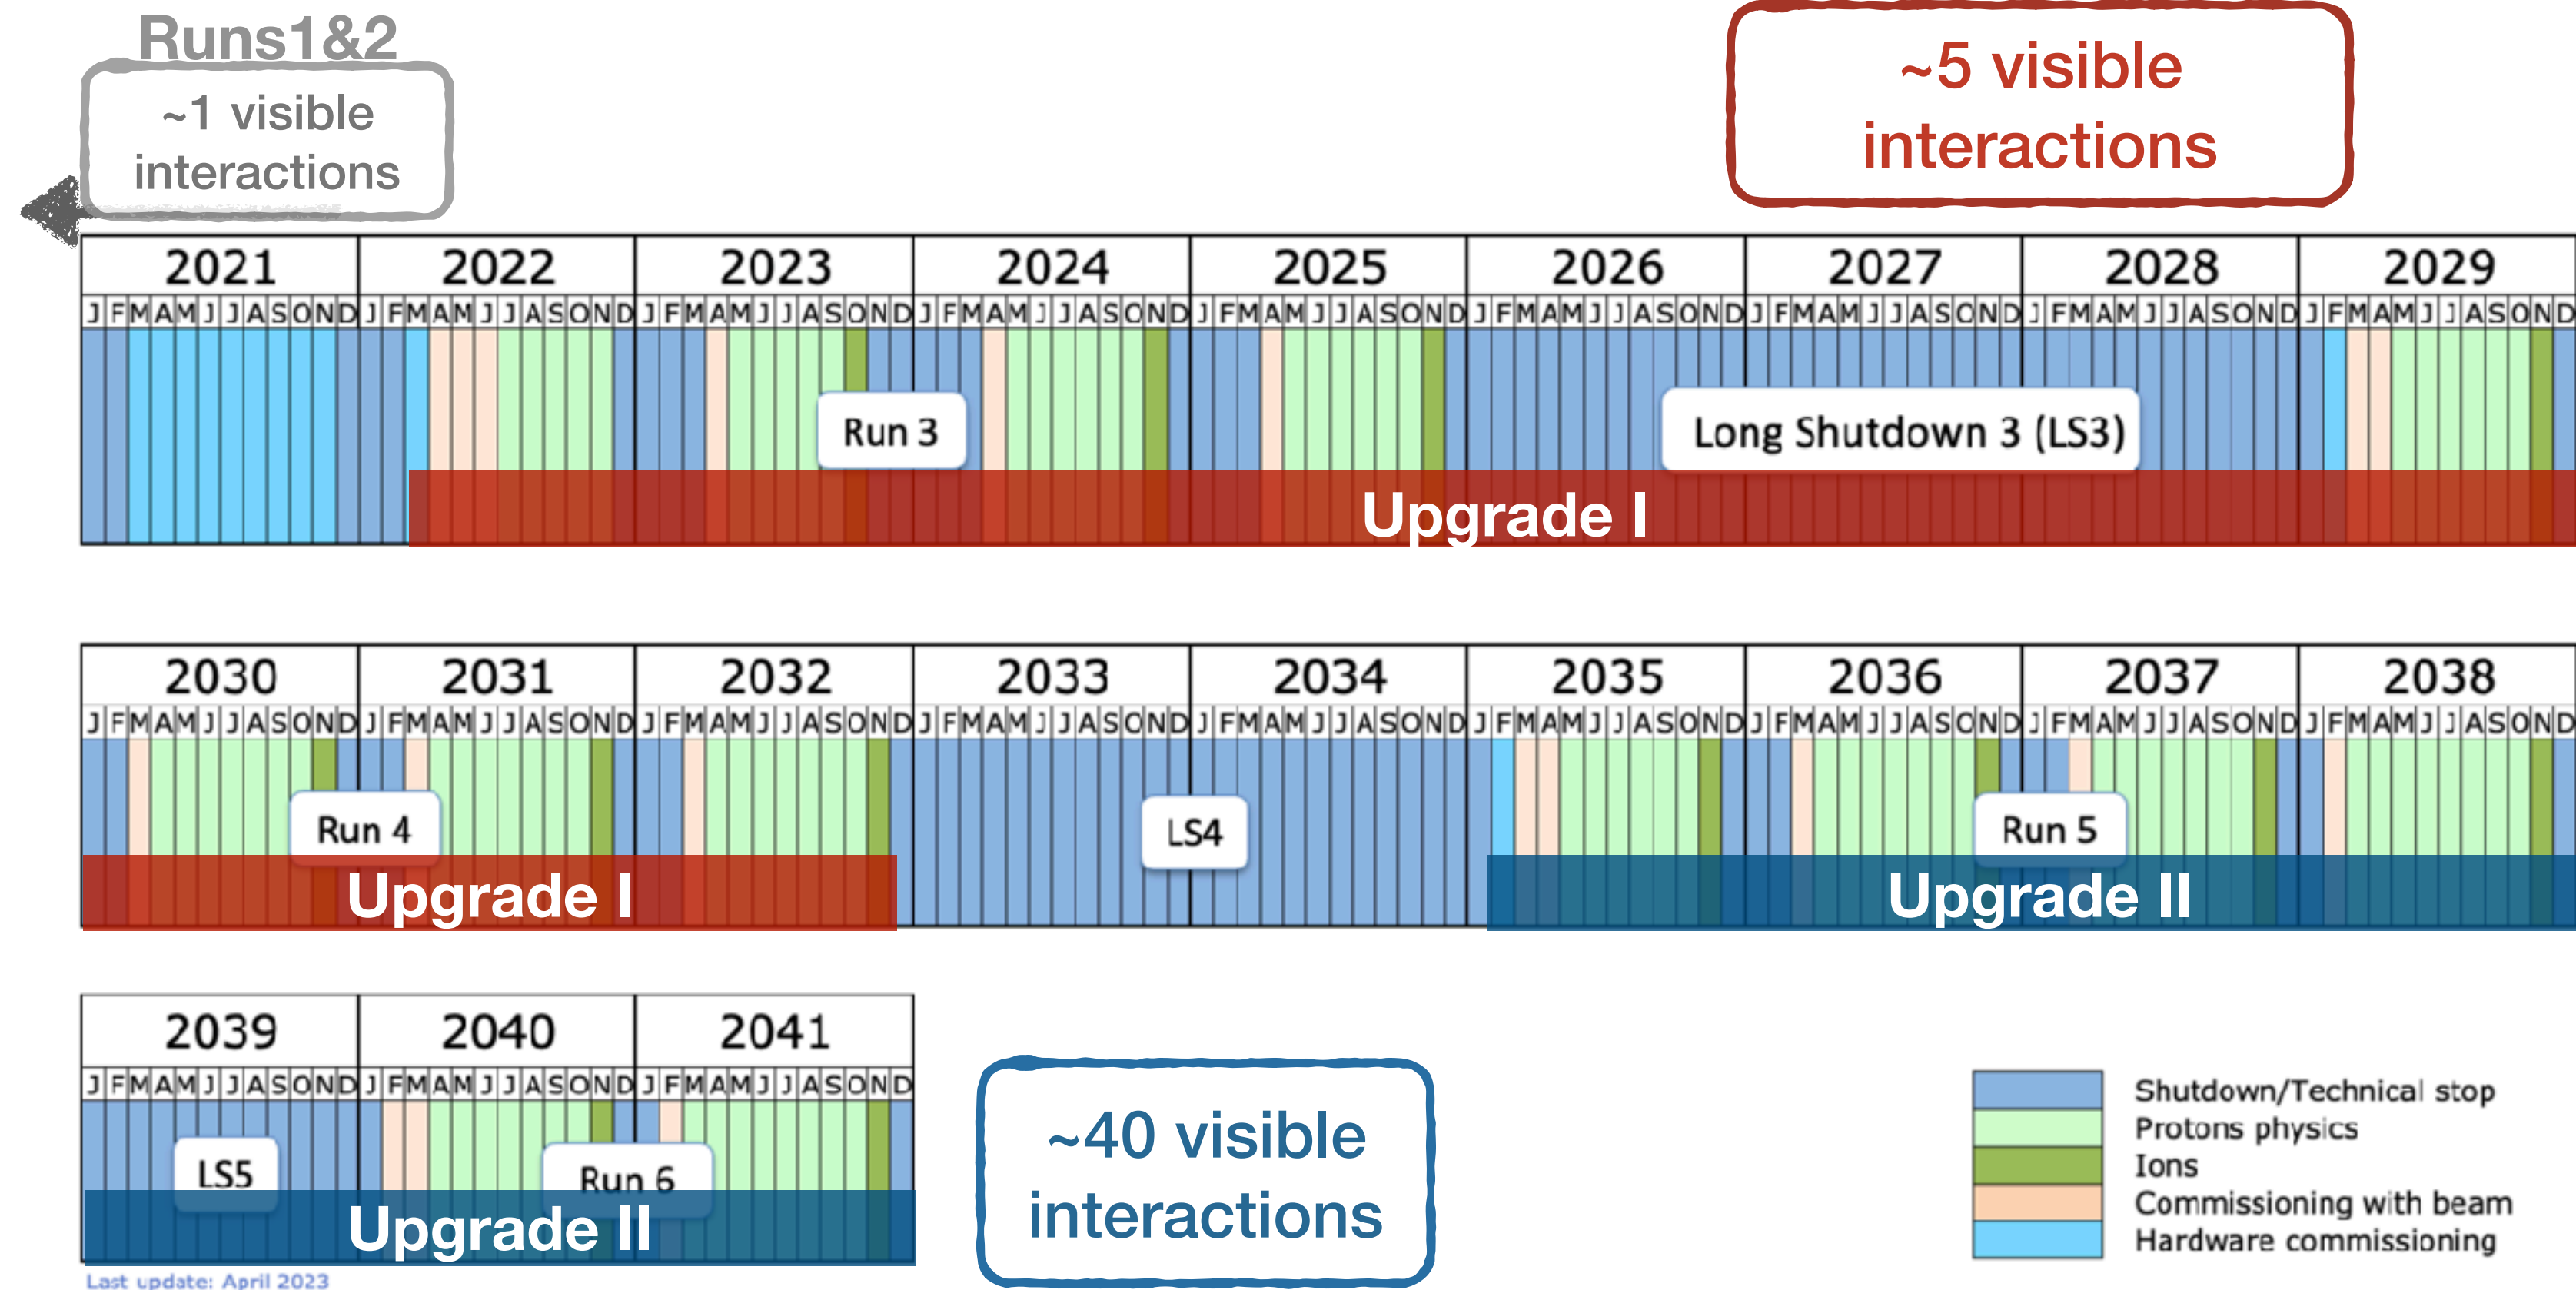 Runs1&2
~1 visible
interactions
~5 visible
interactions
2021 2022 2023 2024 2025 2026 2027 2028 2029
J F M A M J J A S O N D J F M A M J J A S O N D J F M A M J J A S O N D J F M A M J J A S O N D J F M A M J J A S O N D J F M A M J J A S O N D J F M A M J J A S O N D J F M A M J J A S O N D J F M A M J J A S O N D
Run 3
Long Shutdown 3 (LS3)
Upgrade I
2030 2031 2032 2033 2034 2035 2036 2037 2038
J F M A M J J A S O N D J F M A M J J A S O N D J F M A M J J A S O N D J F M A M J J A S O N D J F M A M J J A S O N D J F M A M J J A S O N D J F M A M J J A S O N D J F M A M J J A S O N D J F M A M J J A S O N D
Run 4
LS4
Run 5
Upgrade I
Upgrade II
2039 2040 2041
J F M A M J J A S O N D J F M A M J J A S O N D J F M A M J J A S O N D
LS5
Run 6
Upgrade II
Last update: April 2023
~40 visible
interactions
Shutdown/Technical stop
Protons physics
Ions
Commissioning with beam
Hardware commissioning